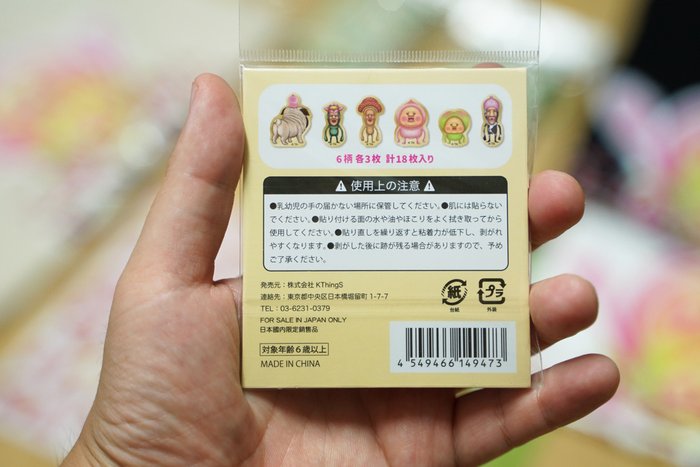 6柄 各3枚 計18枚入り
使用上の注意
●乳幼児の手の届かない場所に保管してください。●肌には貼らない
でください。●貼り付ける面の水や油やほこりをよく拭き取ってから
使用してください。●貼り直しを繰り返すと粘着力が低下し、剥がれ
やすくなります。●剥がした後に跡が残る場合がありますので、予め
ご了承ください。
発売元:株式会社 KThingS
連絡先:東京都中央区日本橋堀留町 1-7-7
TEL:03-6231-0379
FOR SALE IN JAPAN ONLY
日本國内限定銷售品
紙
台紙
プラ
外装
対象年齢6歳以上
MADE IN CHINA
4 549466 149473